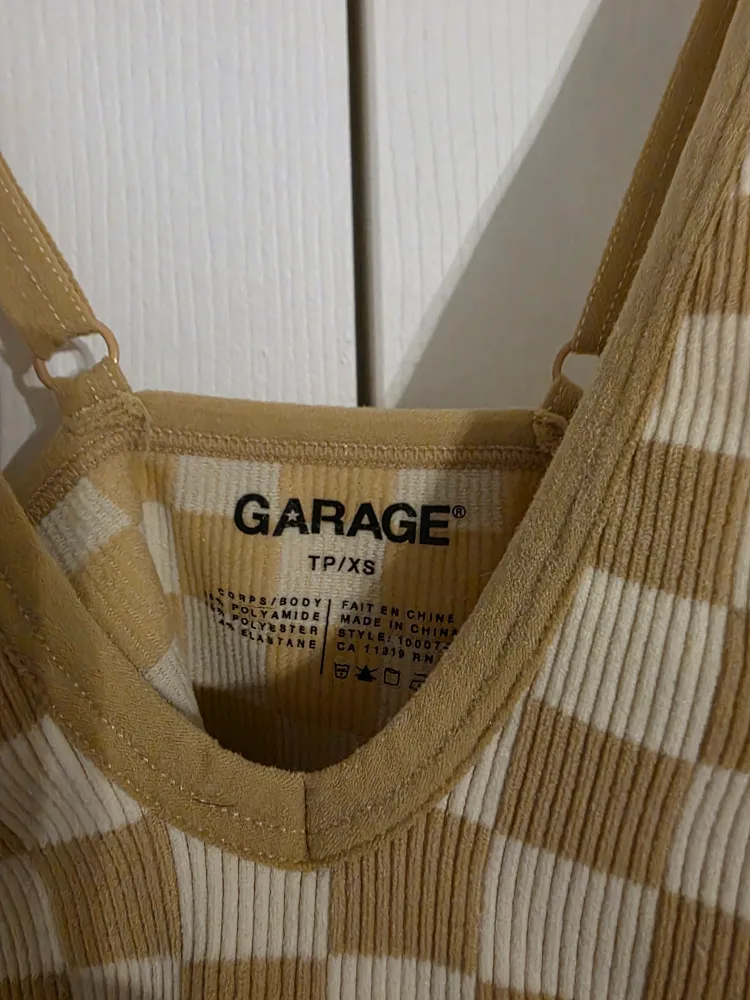 GARAGE®
TP/XS
CORPS/BODY
POLYAMIDE
POLYESTER
ELASTANE
FAIT EN CHINE
MADE IN CHINA
STYLE:
CA 11319 RN